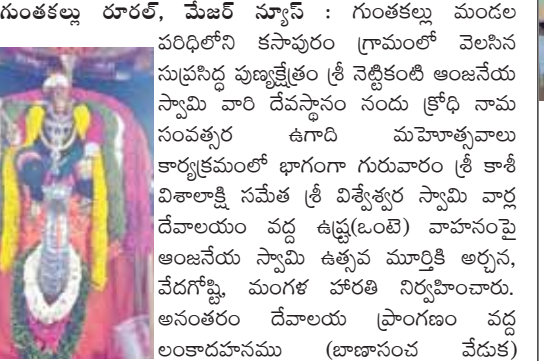 గుంతకల్లు రూరల్, మేజర్ న్యూస్ : గుంతకల్లు మండల
పరిధిలోని కసాపురం గ్రామంలో వెలసిన
సుప్రసిద్ధ పుణ్యక్షేత్రం శ్రీ నెట్టికంటి ఆంజనేయ
స్వామి వారి దేవస్థానం నందు క్రోధి నామ
సంవత్సర ఉగాది మహెూత్సవాలు
కార్యక్రమంలో భాగంగా గురువారం శ్రీ కాశీ
విశాలాక్షి సమేత శ్రీ విశ్వేశ్వర స్వామి వార్ల
దేవాలయం వద్ద ఉష్ట్ర(ఒంటె) వాహనంపై
ఆంజనేయ స్వామి ఉత్సవ మూర్తికి అర్చన,
వేదగోష్టి, మంగళ హారతి నిర్వహించారు.
అనంతరం దేవాలయ ప్రాంగణం వద్ద
లంకాదహనము (బాణాసంచ వేడుక)